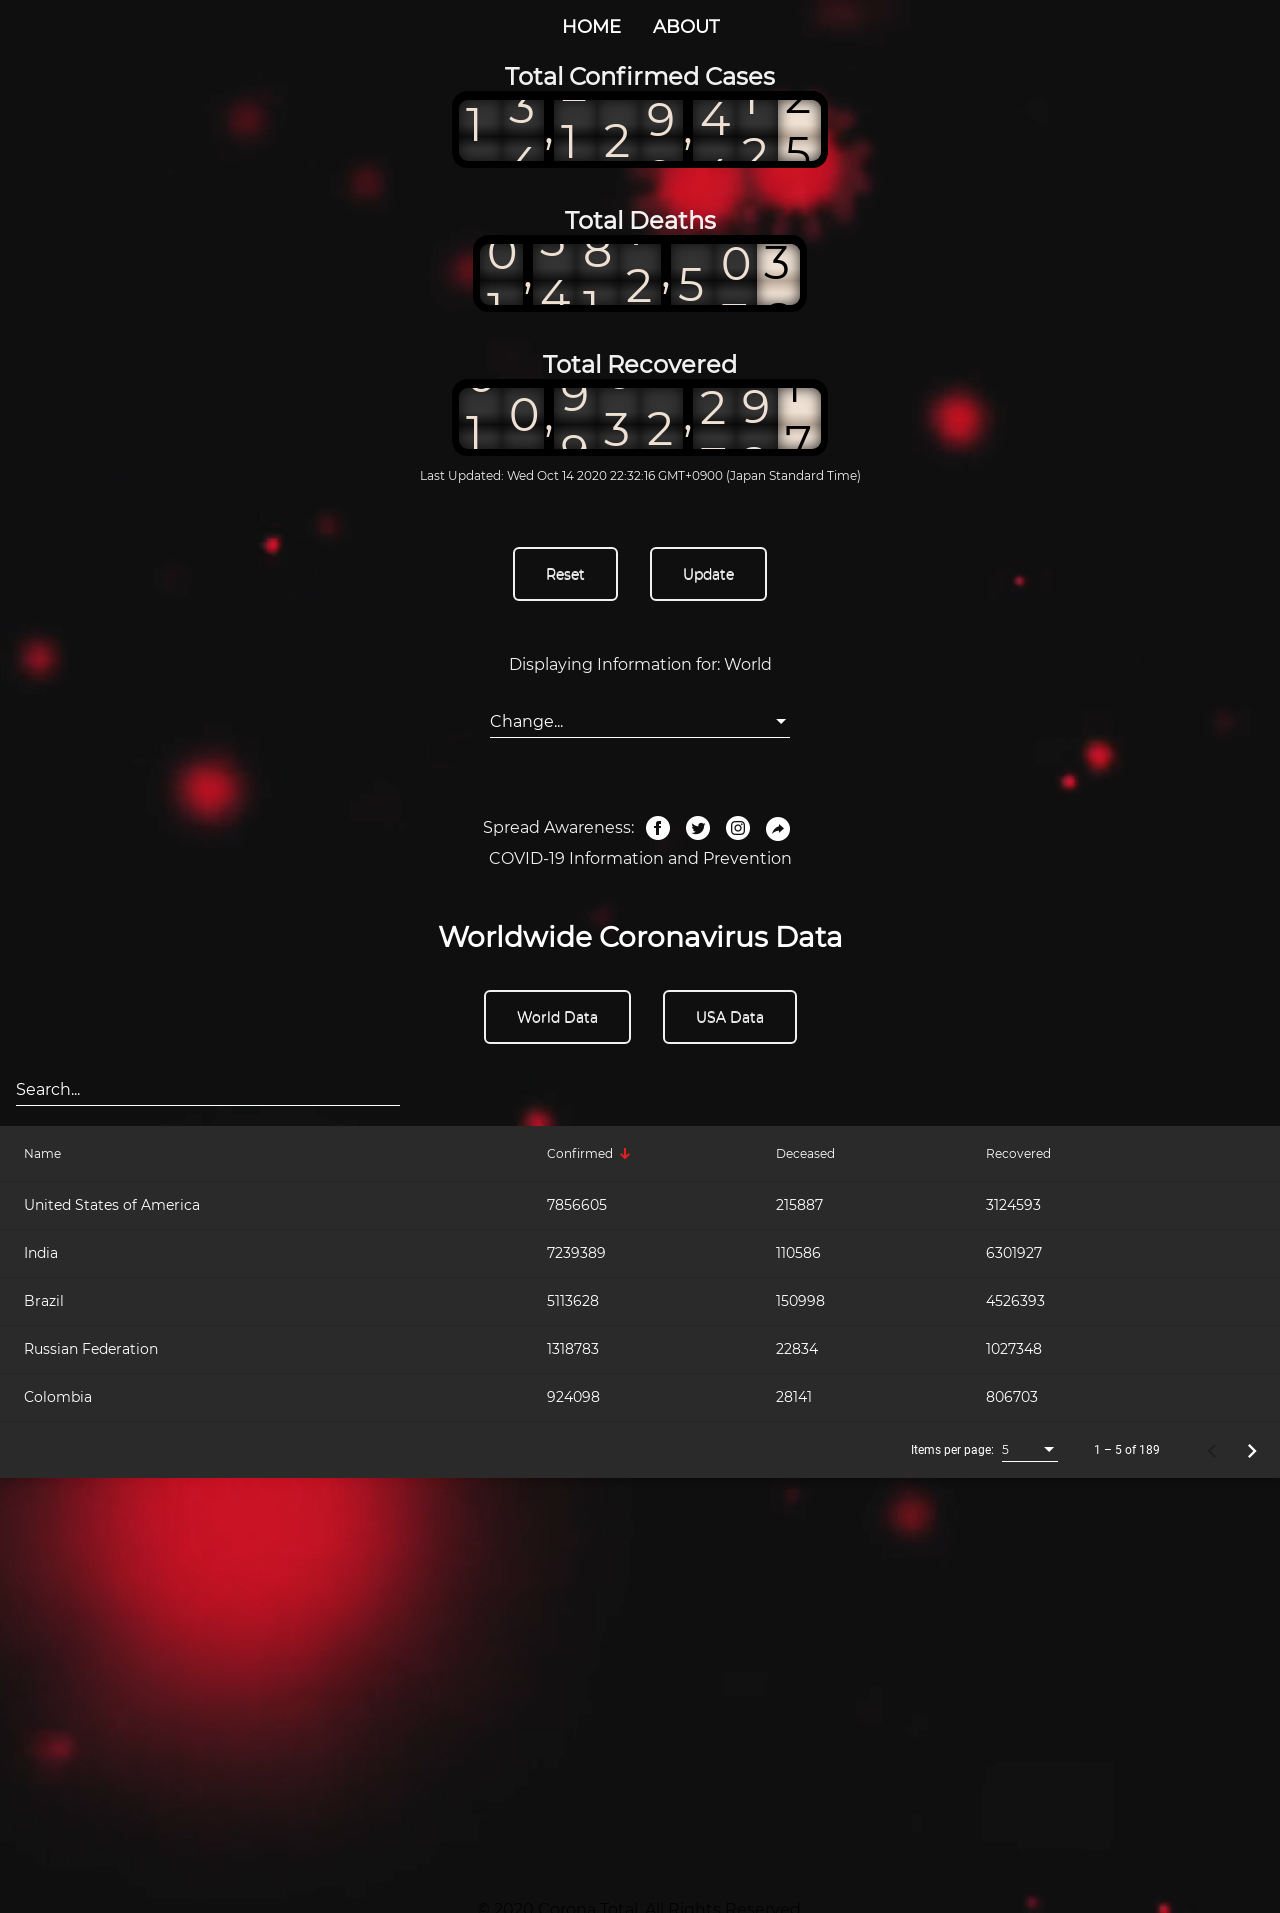 HOME ABOUT
Total Confirmed Cases
Total Deaths
Total Recovered
Last Updated: Wed Oct 14 2020 22:32:16 GMT+0900 (Japan Standard Time)
Reset Update
Displaying Information for: World
Change...
Spread Awareness:
COVID-19 Information and Prevention
Worldwide Coronavirus Data
World Data USA Data
Search...
Name Confirmed Deceased Recovered
United States of America 7856605 215887 3124593
India 7239389 110586 6301927
Brazil 5113628 150998 4526393
Russian Federation 1318783 22834 1027348
Colombia 924098 28141 806703
Items per page: 5 1 – 5 of 189
© 2020 Corona Total. All Rights Reserved.